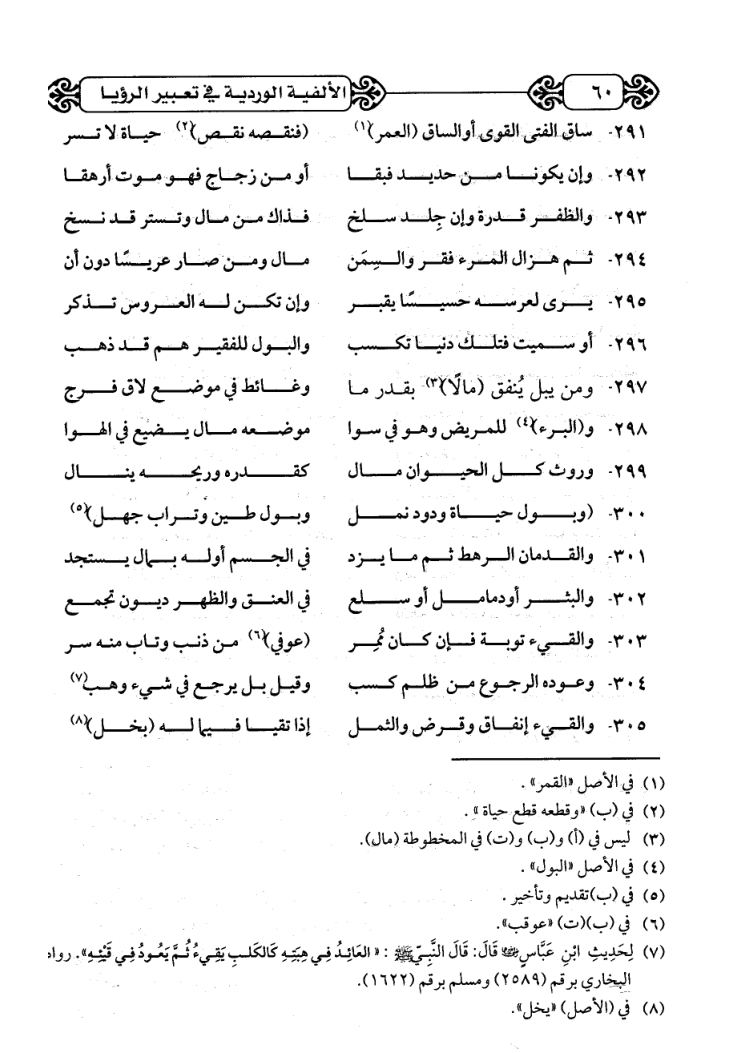 ٦٠ الألفية الوردية في تعبير الرؤيا
٢٩١- ساق الفتى القوى أوالساق (العمر)(١) (فنقصه نقص)(٢) حياة لا تسر
٢٩٢- وإن يكونا من حديد فبقا أو من زجاج فهو موت أرهقا
٢٩٣- والظفر قدرة وإن جِلد سلخ فذاك من مال وتستر قد نسخ
٢٩٤- ثم هزال المرء فقر والسِمَن مال ومن صار عريسًا دون أن
٢٩٥- يرى لعرسه حسيسًا يقبر وإن تكن له العروس تذكر
٢٩٦- أو سميت فتلك دنيا تكسب والبول للفقير هم قد ذهب
٢٩٧- ومن يبل يُنفق (مالًا)(٣) بقدر ما وغائط في موضع لاق فرج
٢٩٨- و(البرء)(٤) للمريض وهو في سوا موضعه مال يضيع في الهوا
٢٩٩- وروث كل الحيوان مال كقدره وريحه ينال
٣٠٠- (وبول حياة ودود نمل وبول طين وتراب جهل)(٥)
٣٠١- والقدمان الرهط ثم ما يزد في الجسم أوله بمال يستجد
٣٠٢- والبثر أودمامل أو سلع في العنق والظهر ديون تجمع
٣٠٣- والقيء توبة فإن كان مُمِر (عوفي)(٦) من ذنب وتاب منه سر
٣٠٤- وعوده الرجوع من ظلم كسب وقيل بل يرجع في شيء وهب(٧)
٣٠٥- والقيء إنفاق وقرض والثمل إذا تقيا فيما له (بخل)(٨)
(١) في الأصل «القمر» .
(٢) في (ب) «وقطعه قطع حياة» .
(٣) ليس في (أ) و(ب) و(ت) في المخطوطة (مال).
(٤) في الأصل «البول» .
(٥) في (ب)تقديم وتأخير .
(٦) في (ب)(ت) «عوقب».
(٧) لِحَدِيثِ ابْنِ عَبَّاسٍ ﷺ قَالَ: قَالَ النَّبِيُّ ﷺ : « العَائِدُ فِي هِبَتِهِ كَالكَلْبِ يَقِيءُ ثُمَّ يَعُودُ فِي قَيْئِهِ». رواه
البخاري برقم (٢٥٨٩) ومسلم برقم (١٦٢٢).
(٨) في (الأصل) «يخل».